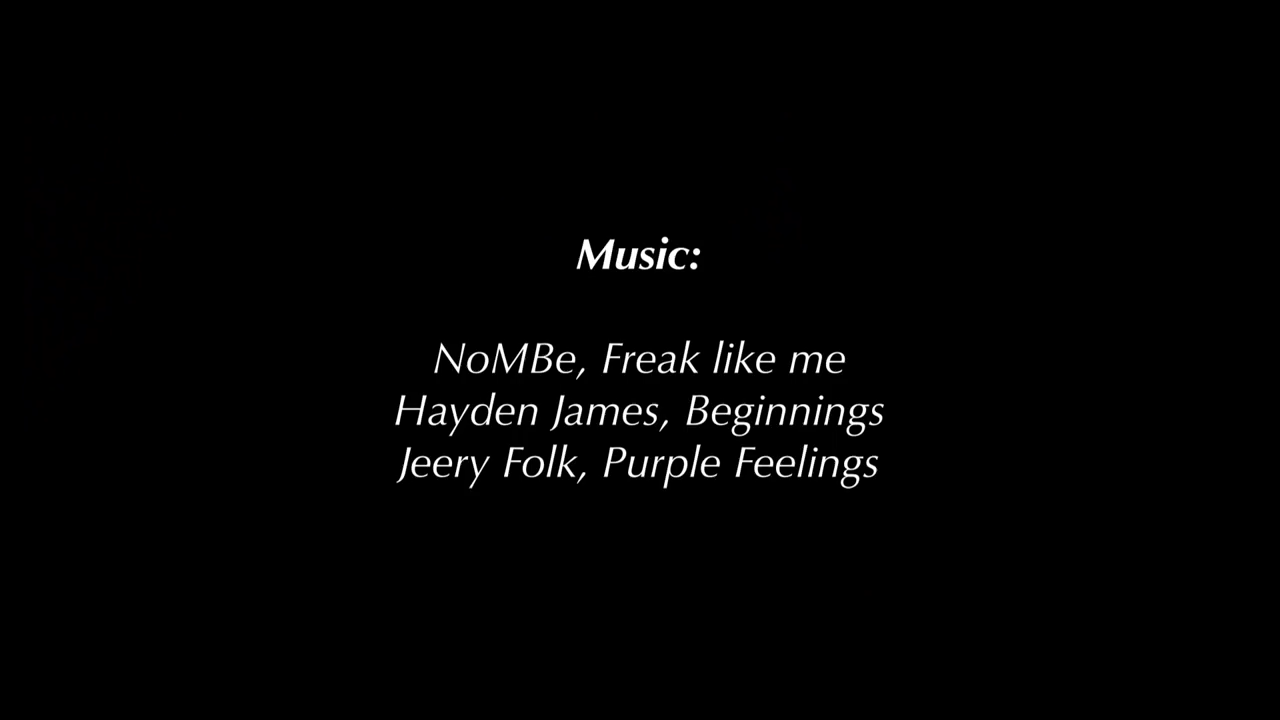 Music:
NoMBe, Freak like me
Hayden James, Beginnings
Jeery Folk, Purple Feelings